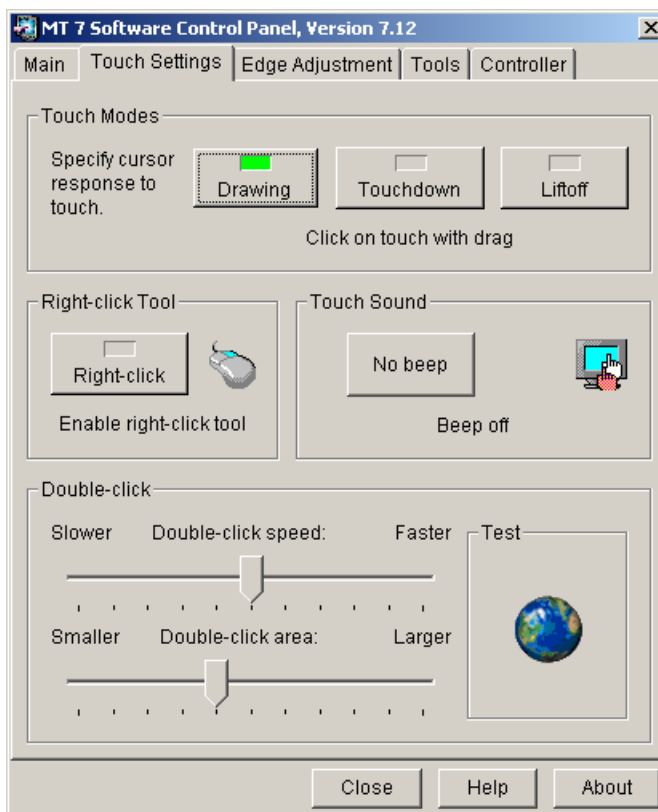 MT 7 Software Control Panel, Version 7.12
Main Touch Settings Edge Adjustment Tools Controller
Touch Modes
Specify cursor
response to
touch.
Drawing Touchdown Liftoff
Click on touch with drag
Right-click Tool
Right-click
Enable right-click tool
Touch Sound
No beep
Beep off
Double-click
Slower Double-click speed: Faster
Smaller Double-click area: Larger
Test
Close Help About